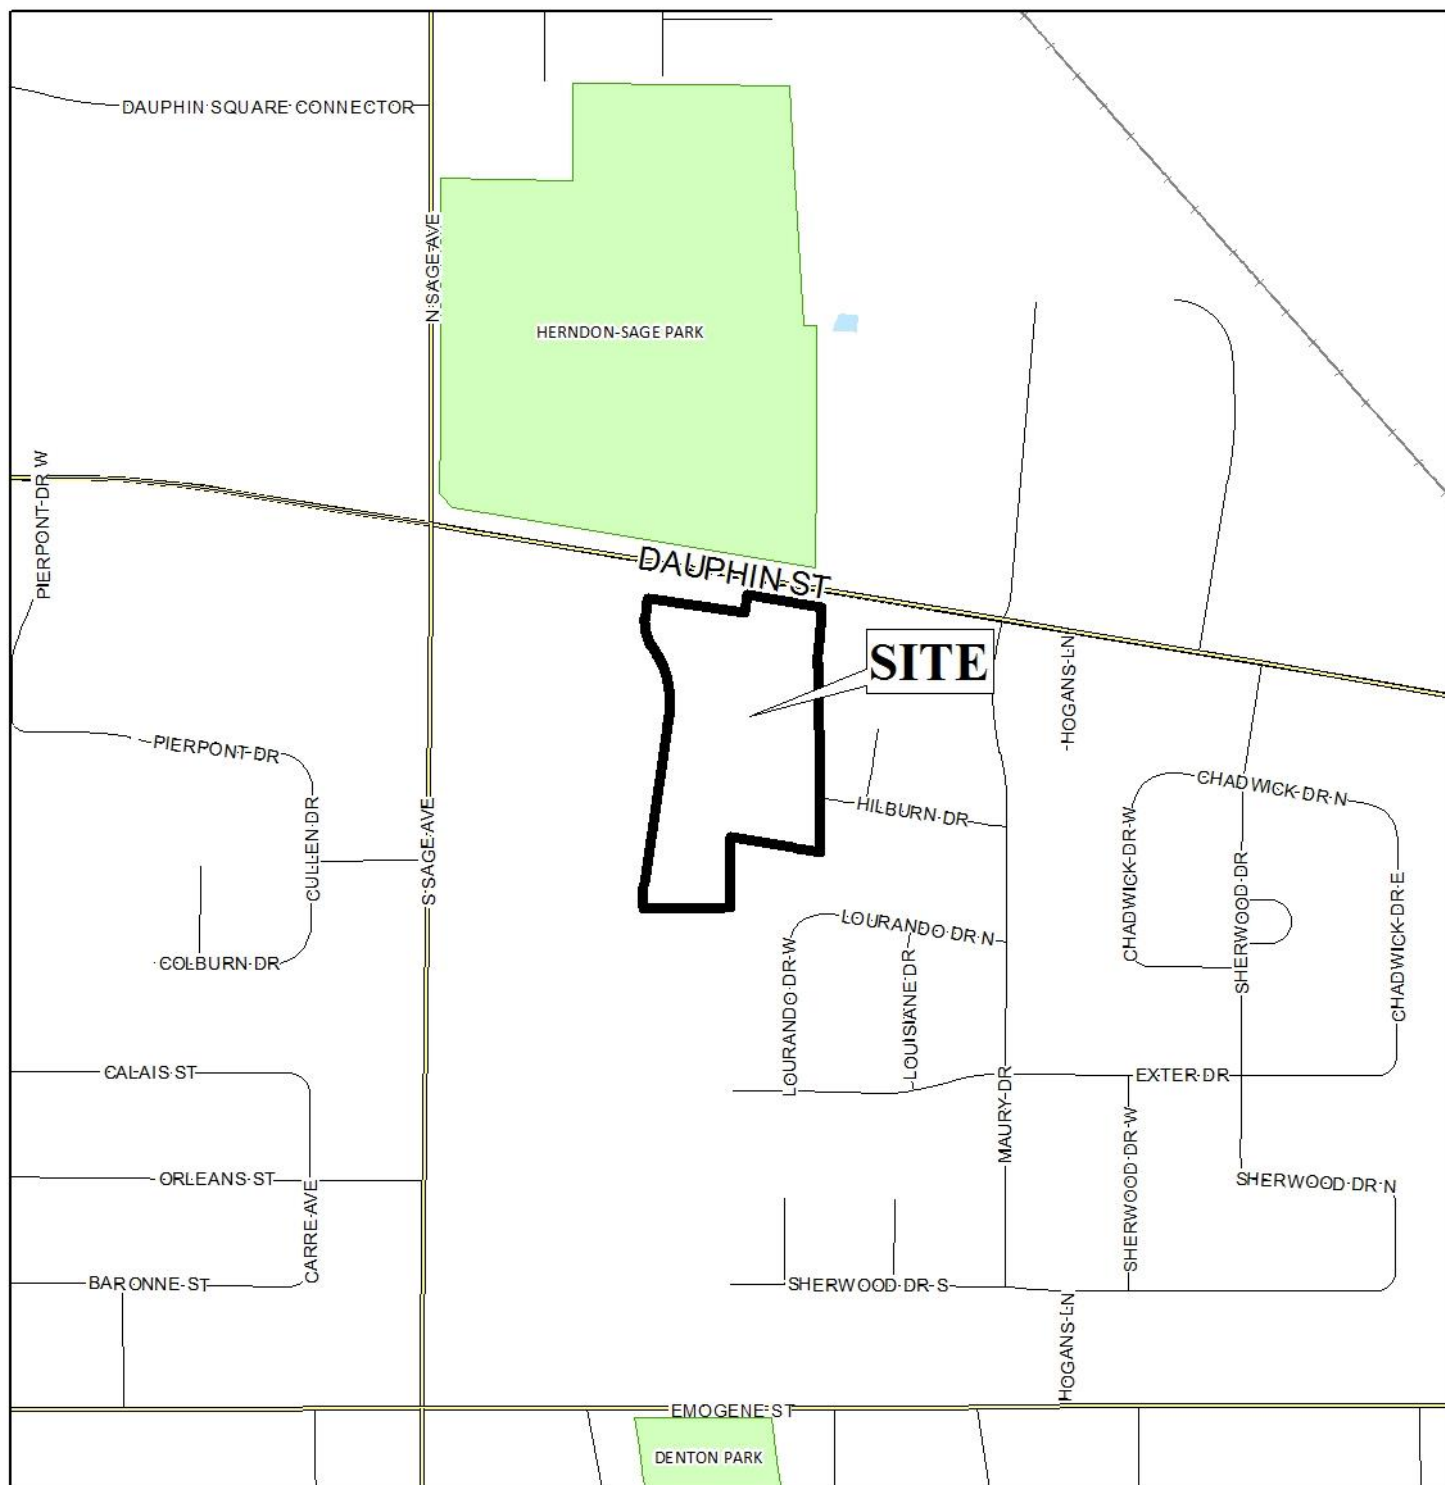 DAUPHIN SQUARE CONNECTOR
N SAGE AVE
HERNDON-SAGE PARK
PIERPONT DR W
DAUPHIN ST
SITE
HOGANS LN
PIERPONT DR
CHADWICK DR N
CULLEN DR
S SAGE AVE
HILBURN DR
CHADWICK DR W
SHERWOOD DR
CHADWICK DR E
LOURANDO DR N
COLBURN DR
LOURANDO DR W
LOUISIANE DR
CALAIS ST
MAURY DR
EXTER DR
SHERWOOD DR W
ORLEANS ST
SHERWOOD DR N
CARRE AVE
BARONNE ST
SHERWOOD DR S
HOGANS LN
EMOGENE ST
DENTON PARK